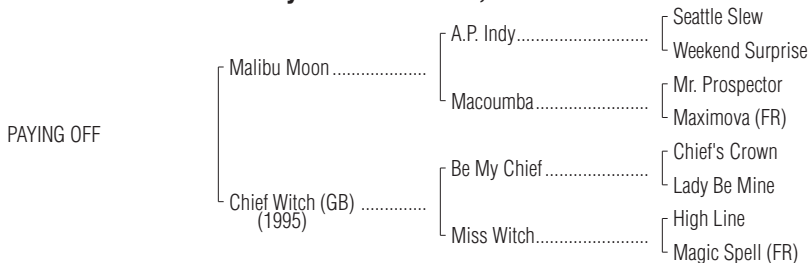 Seattle Slew
A.P. Indy
Weekend Surprise
Malibu Moon
Mr. Prospector
Macoumba
Maximova (FR)
PAYING OFF
Chief's Crown
Be My Chief
Lady Be Mine
Chief Witch (GB)
(1995)
High Line
Miss Witch
Magic Spell (FR)